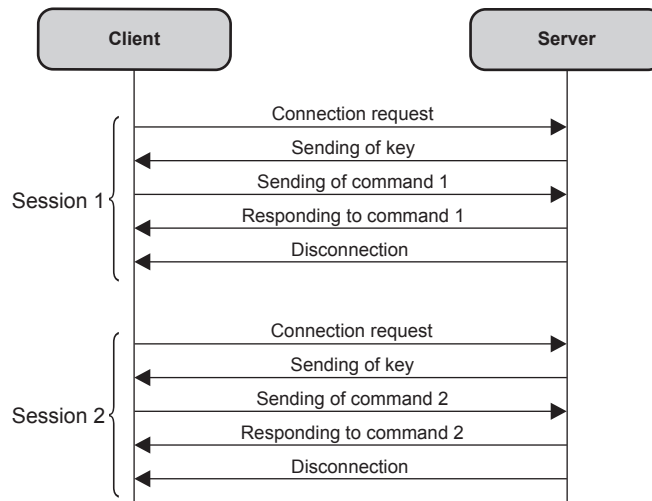 Client
Server
Connection request
Sending of key
Session 1
Sending of command 1
Responding to command 1
Disconnection
Connection request
Sending of key
Session 2
Sending of command 2
Responding to command 2
Disconnection